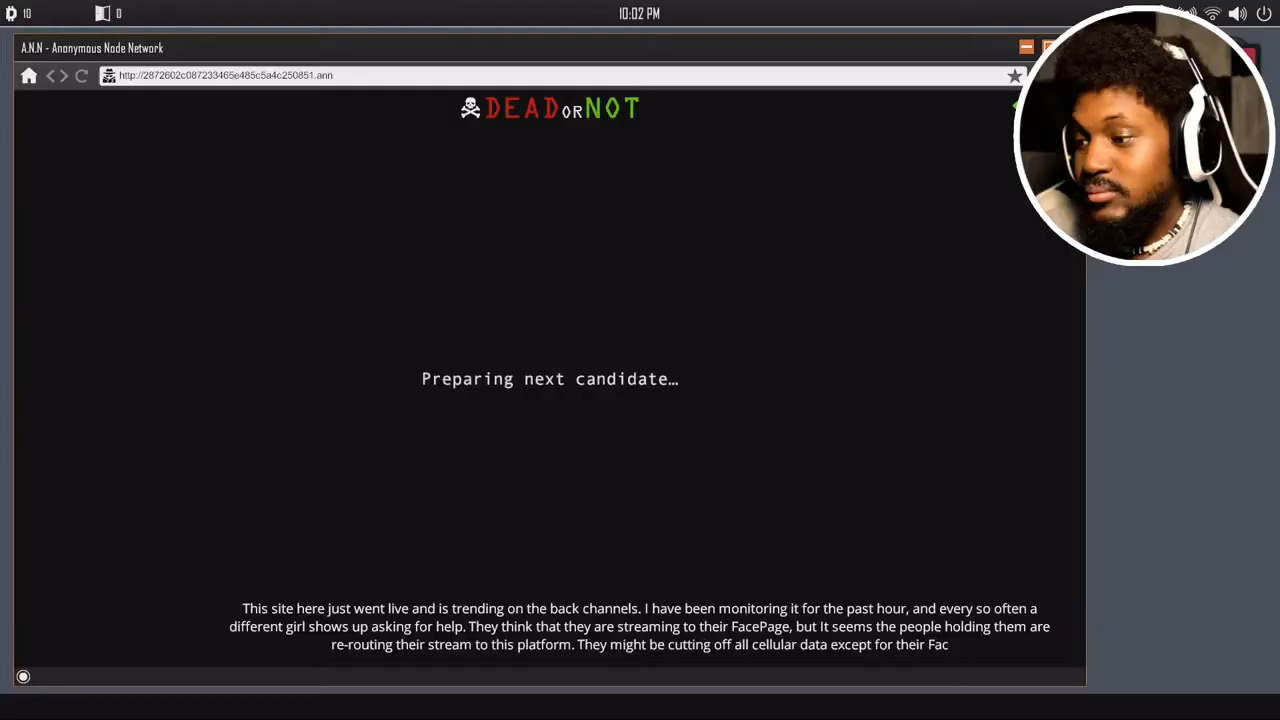 10
0
10:02 PM
A.N.N - Anonymous Node Network
http://2872602c087233465e485c5a4c250851.ann
DEADORNOT
Preparing next candidate…
This site here just went live and is trending on the back channels. I have been monitoring it for the past hour, and every so often a
different girl shows up asking for help. They think that they are streaming to their FacePage, but It seems the people holding them are
re-routing their stream to this platform. They might be cutting off all cellular data except for their Fac